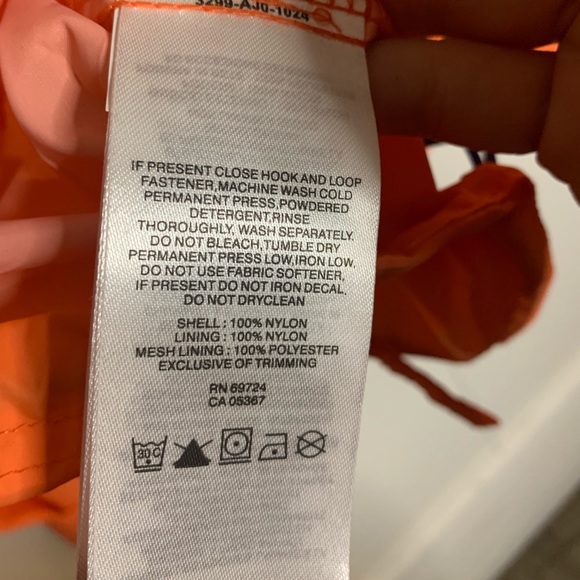 3299-AJ0-1024
IF PRESENT CLOSE HOOK AND LOOP
FASTENER,MACHINE WASH COLD
PERMANENT PRESS,POWDERED
DETERGENT,RINSE
THOROUGHLY, WASH SEPARATELY.
DO NOT BLEACH,TUMBLE DRY
PERMANENT PRESS LOW,IRON LOW,
DO NOT USE FABRIC SOFTENER,
IF PRESENT DO NOT IRON DECAL,
DO NOT DRYCLEAN
SHELL : 100% NYLON
LINING : 100% NYLON
MESH LINING : 100% POLYESTER
EXCLUSIVE OF TRIMMING
RN 69724
CA 05367
30 C